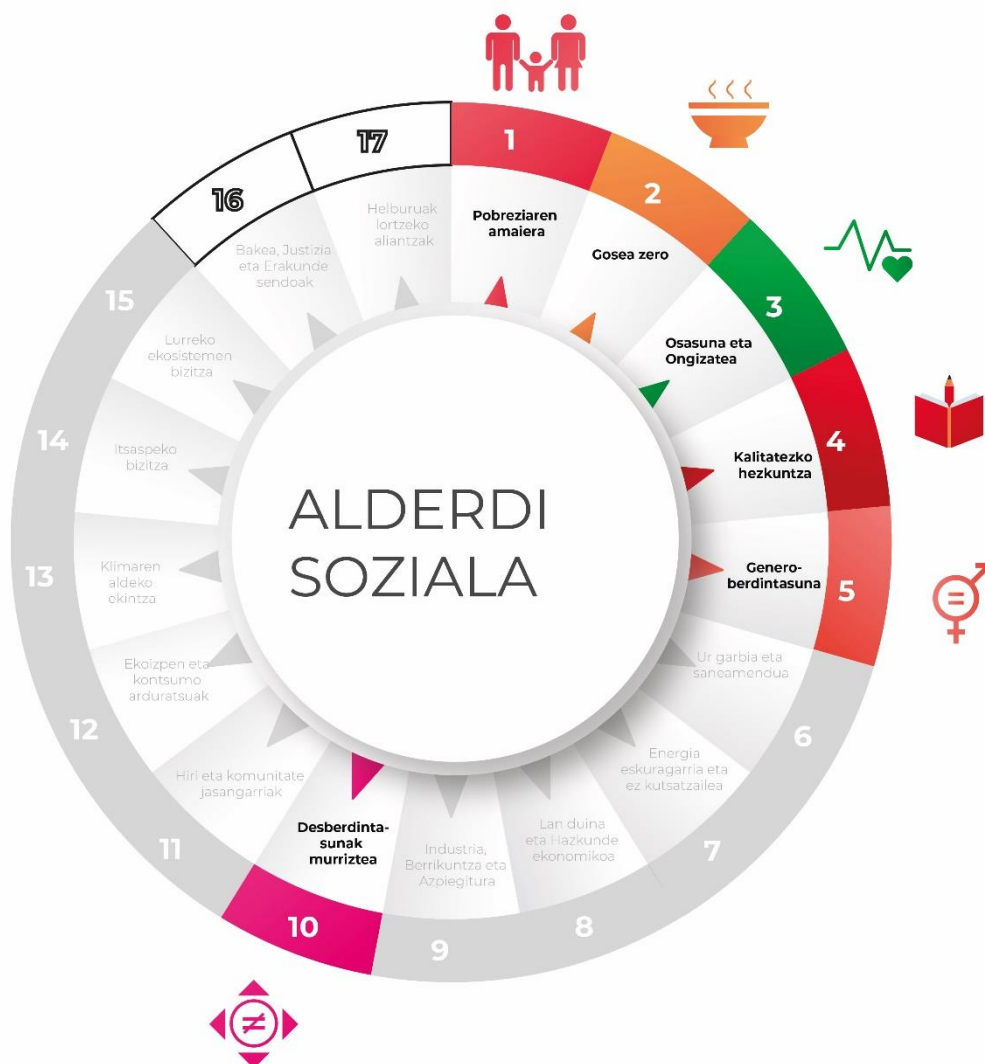 1
Pobreziaren
amaiera
2
Gosea zero
3
Osasuna eta
Ongizatea
4
Kalitatezko
hezkuntza
5
Genero-
berdintasuna
6
Ur garbia eta
saneamendua
7
Energia
eskuragarria eta
ez kutsatzailea
8
Lan duina
eta Hazkunde
ekonomikoa
9
Industria,
Berrikuntza eta
Azpiegitura
10
Desberdinta-
sunak
murriztea
11
Hiri eta komunitate
jasangarriak
12
Ekoizpen eta
kontsumo
arduratsuak
13
Klimaren
aldeko
ekintza
14
Itsaspeko
bizitza
15
Lurreko
ekosistemen
bizitza
16
Bakea, Justizia
eta Erakunde
sendoak
17
Helburuak
lortzeko
aliantzak
ALDERDI
SOZIALA